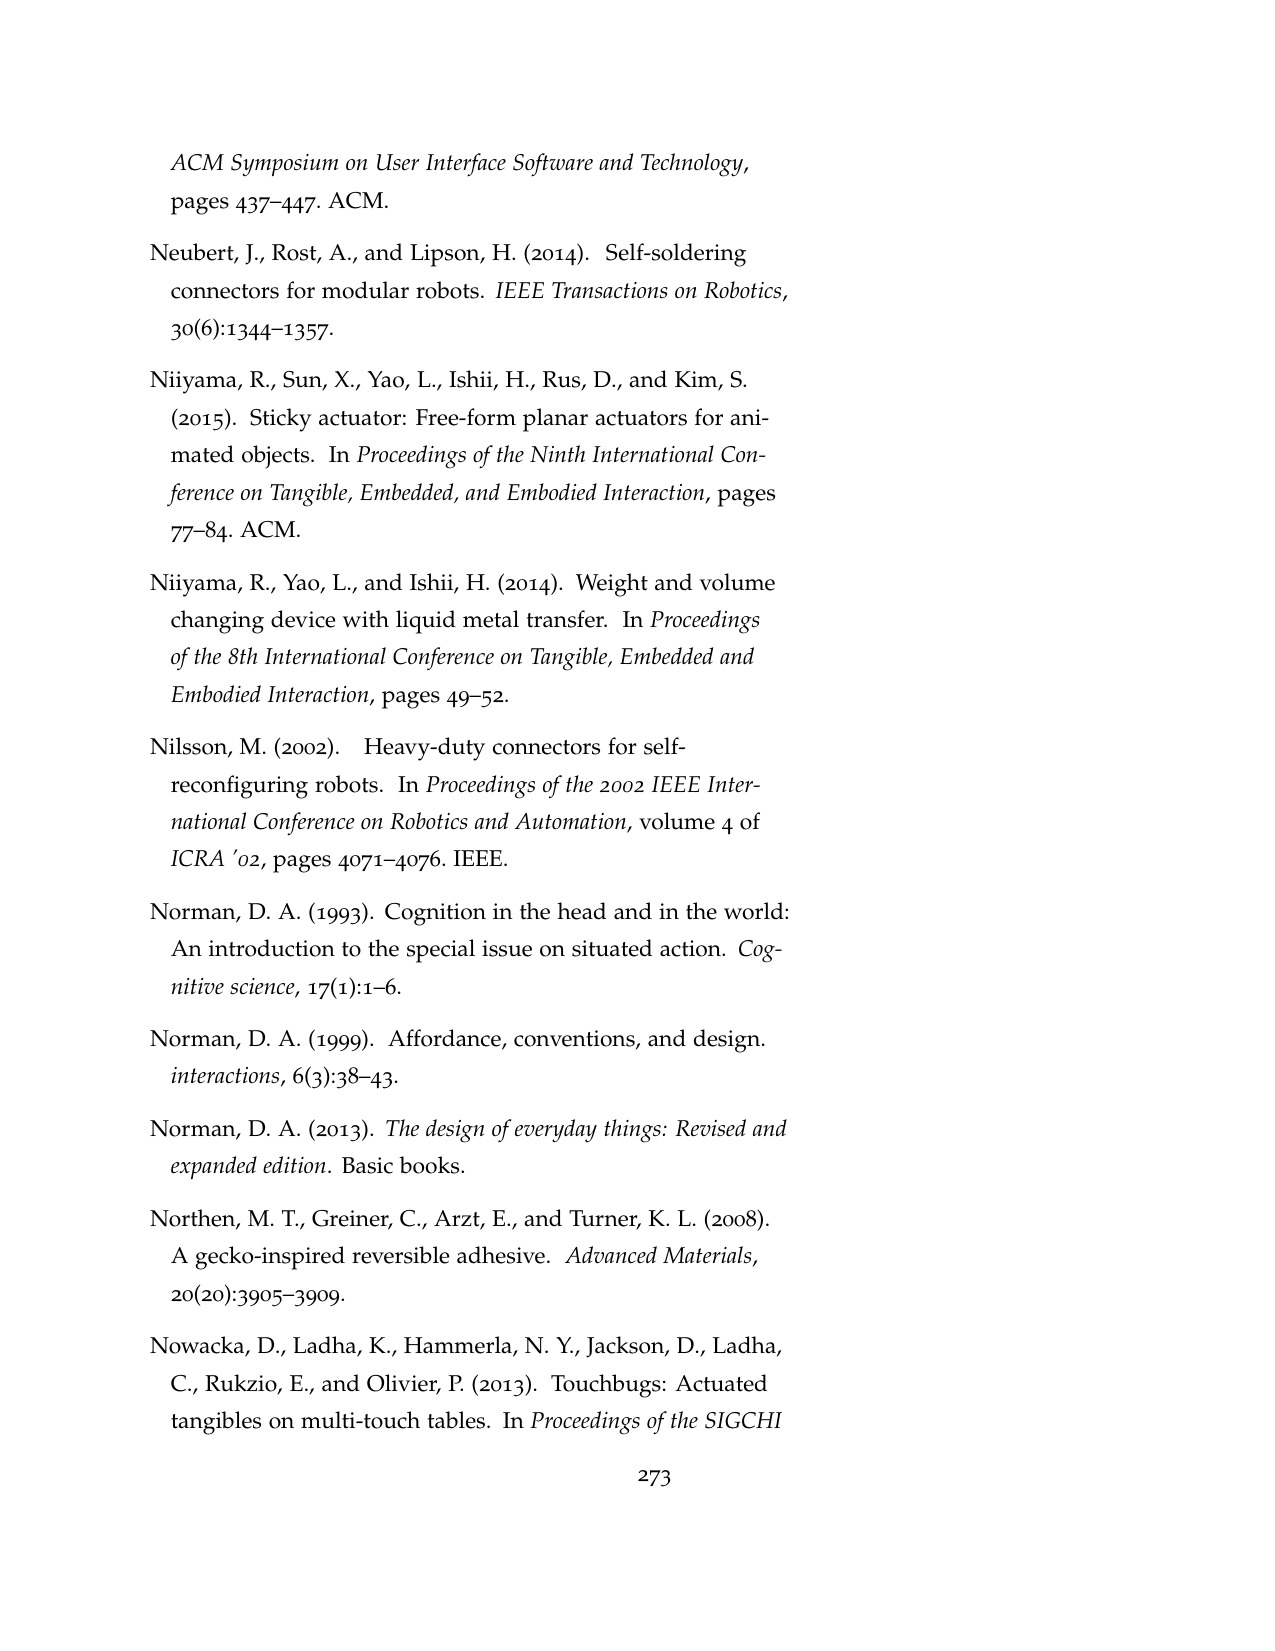 ACM Symposium on User Interface Software and Technology,
pages 437–447. ACM.
Neubert, J., Rost, A., and Lipson, H. (2014). Self-soldering
connectors for modular robots. IEEE Transactions on Robotics,
30(6):1344–1357.
Niiyama, R., Sun, X., Yao, L., Ishii, H., Rus, D., and Kim, S.
(2015). Sticky actuator: Free-form planar actuators for ani-
mated objects. In Proceedings of the Ninth International Con-
ference on Tangible, Embedded, and Embodied Interaction, pages
77–84. ACM.
Niiyama, R., Yao, L., and Ishii, H. (2014). Weight and volume
changing device with liquid metal transfer. In Proceedings
of the 8th International Conference on Tangible, Embedded and
Embodied Interaction, pages 49–52.
Nilsson, M. (2002). Heavy-duty connectors for self-
reconfiguring robots. In Proceedings of the 2002 IEEE Inter-
national Conference on Robotics and Automation, volume 4 of
ICRA ’02, pages 4071–4076. IEEE.
Norman, D. A. (1993). Cognition in the head and in the world:
An introduction to the special issue on situated action. Cog-
nitive science, 17(1):1–6.
Norman, D. A. (1999). Affordance, conventions, and design.
interactions, 6(3):38–43.
Norman, D. A. (2013). The design of everyday things: Revised and
expanded edition. Basic books.
Northen, M. T., Greiner, C., Arzt, E., and Turner, K. L. (2008).
A gecko-inspired reversible adhesive. Advanced Materials,
20(20):3905–3909.
Nowacka, D., Ladha, K., Hammerla, N. Y., Jackson, D., Ladha,
C., Rukzio, E., and Olivier, P. (2013). Touchbugs: Actuated
tangibles on multi-touch tables. In Proceedings of the SIGCHI
273